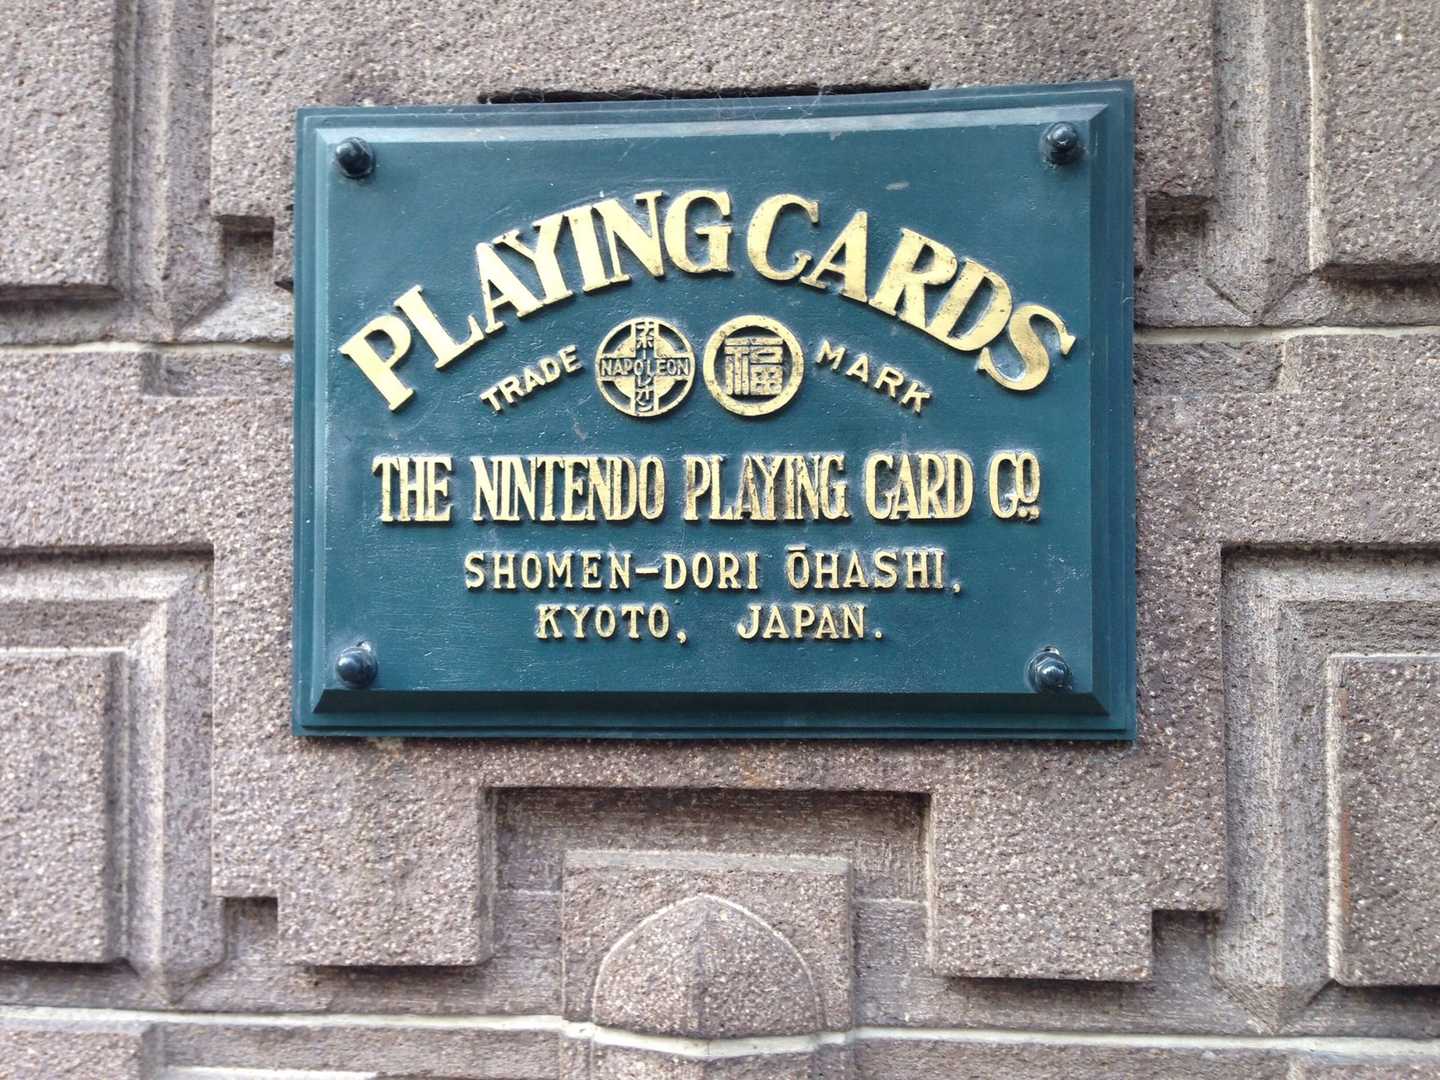 PLAYING CARDS
TRADE NAPOLEON 福 MARK
THE NINTENDO PLAYING CARD Co.
SHOMEN-DORI ŌHASHI,
KYOTO, JAPAN.